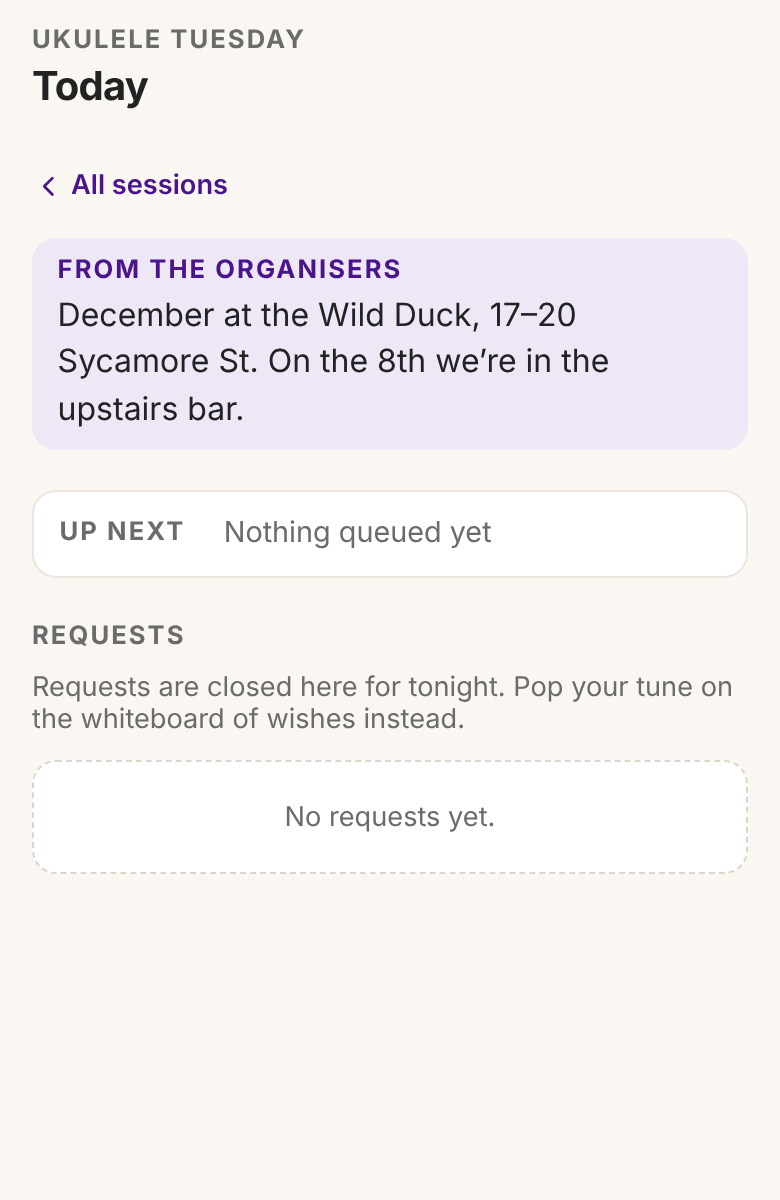 UKULELE TUESDAY
Today
All sessions
FROM THE ORGANISERS
December at the Wild Duck, 17–20
Sycamore St. On the 8th we’re in the
upstairs bar.
UP NEXT Nothing queued yet
REQUESTS
Requests are closed here for tonight. Pop your tune on
the whiteboard of wishes instead.
No requests yet.